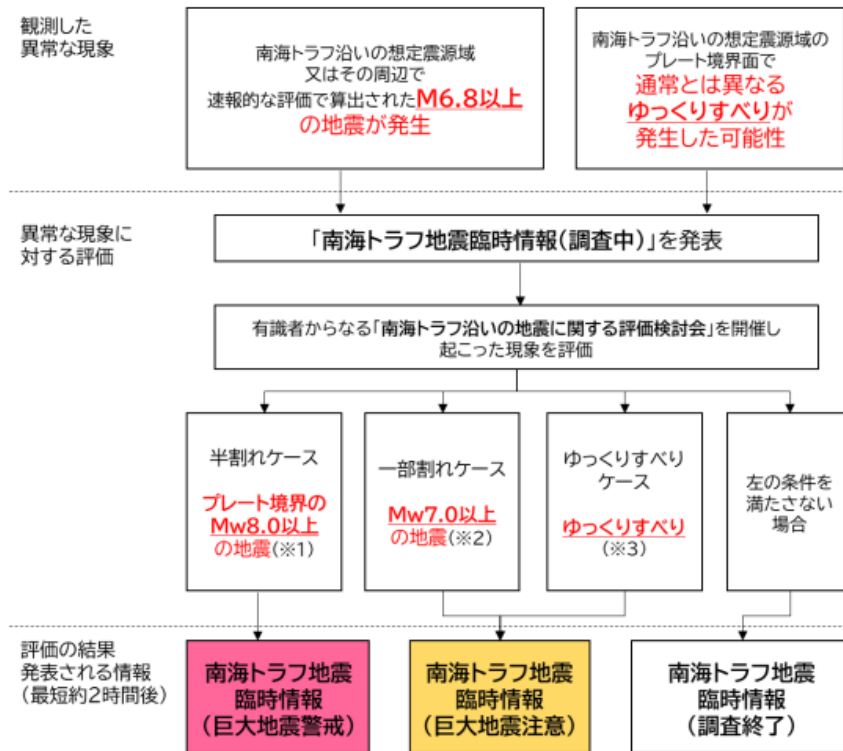 観測した
異常な現象
南海トラフ沿いの想定震源域
又はその周辺で
速報的な評価で算出されたM6.8以上
の地震が発生
南海トラフ沿いの想定震源域の
プレート境界面で
通常とは異なる
ゆっくりすべりが
発生した可能性
異常な現象に
対する評価
「南海トラフ地震臨時情報(調査中)」を発表
有識者からなる「南海トラフ沿いの地震に関する評価検討会」を開催し
起こった現象を評価
半割れケース
プレート境界の
Mw8.0以上
の地震(※1)
一部割れケース
Mw7.0以上
の地震(※2)
ゆっくりすべり
ケース
ゆっくりすべり
(※3)
左の条件を
満たさない
場合
評価の結果
発表される情報
(最短約2時間後)
南海トラフ地震
臨時情報
(巨大地震警戒)
南海トラフ地震
臨時情報
(巨大地震注意)
南海トラフ地震
臨時情報
(調査終了)